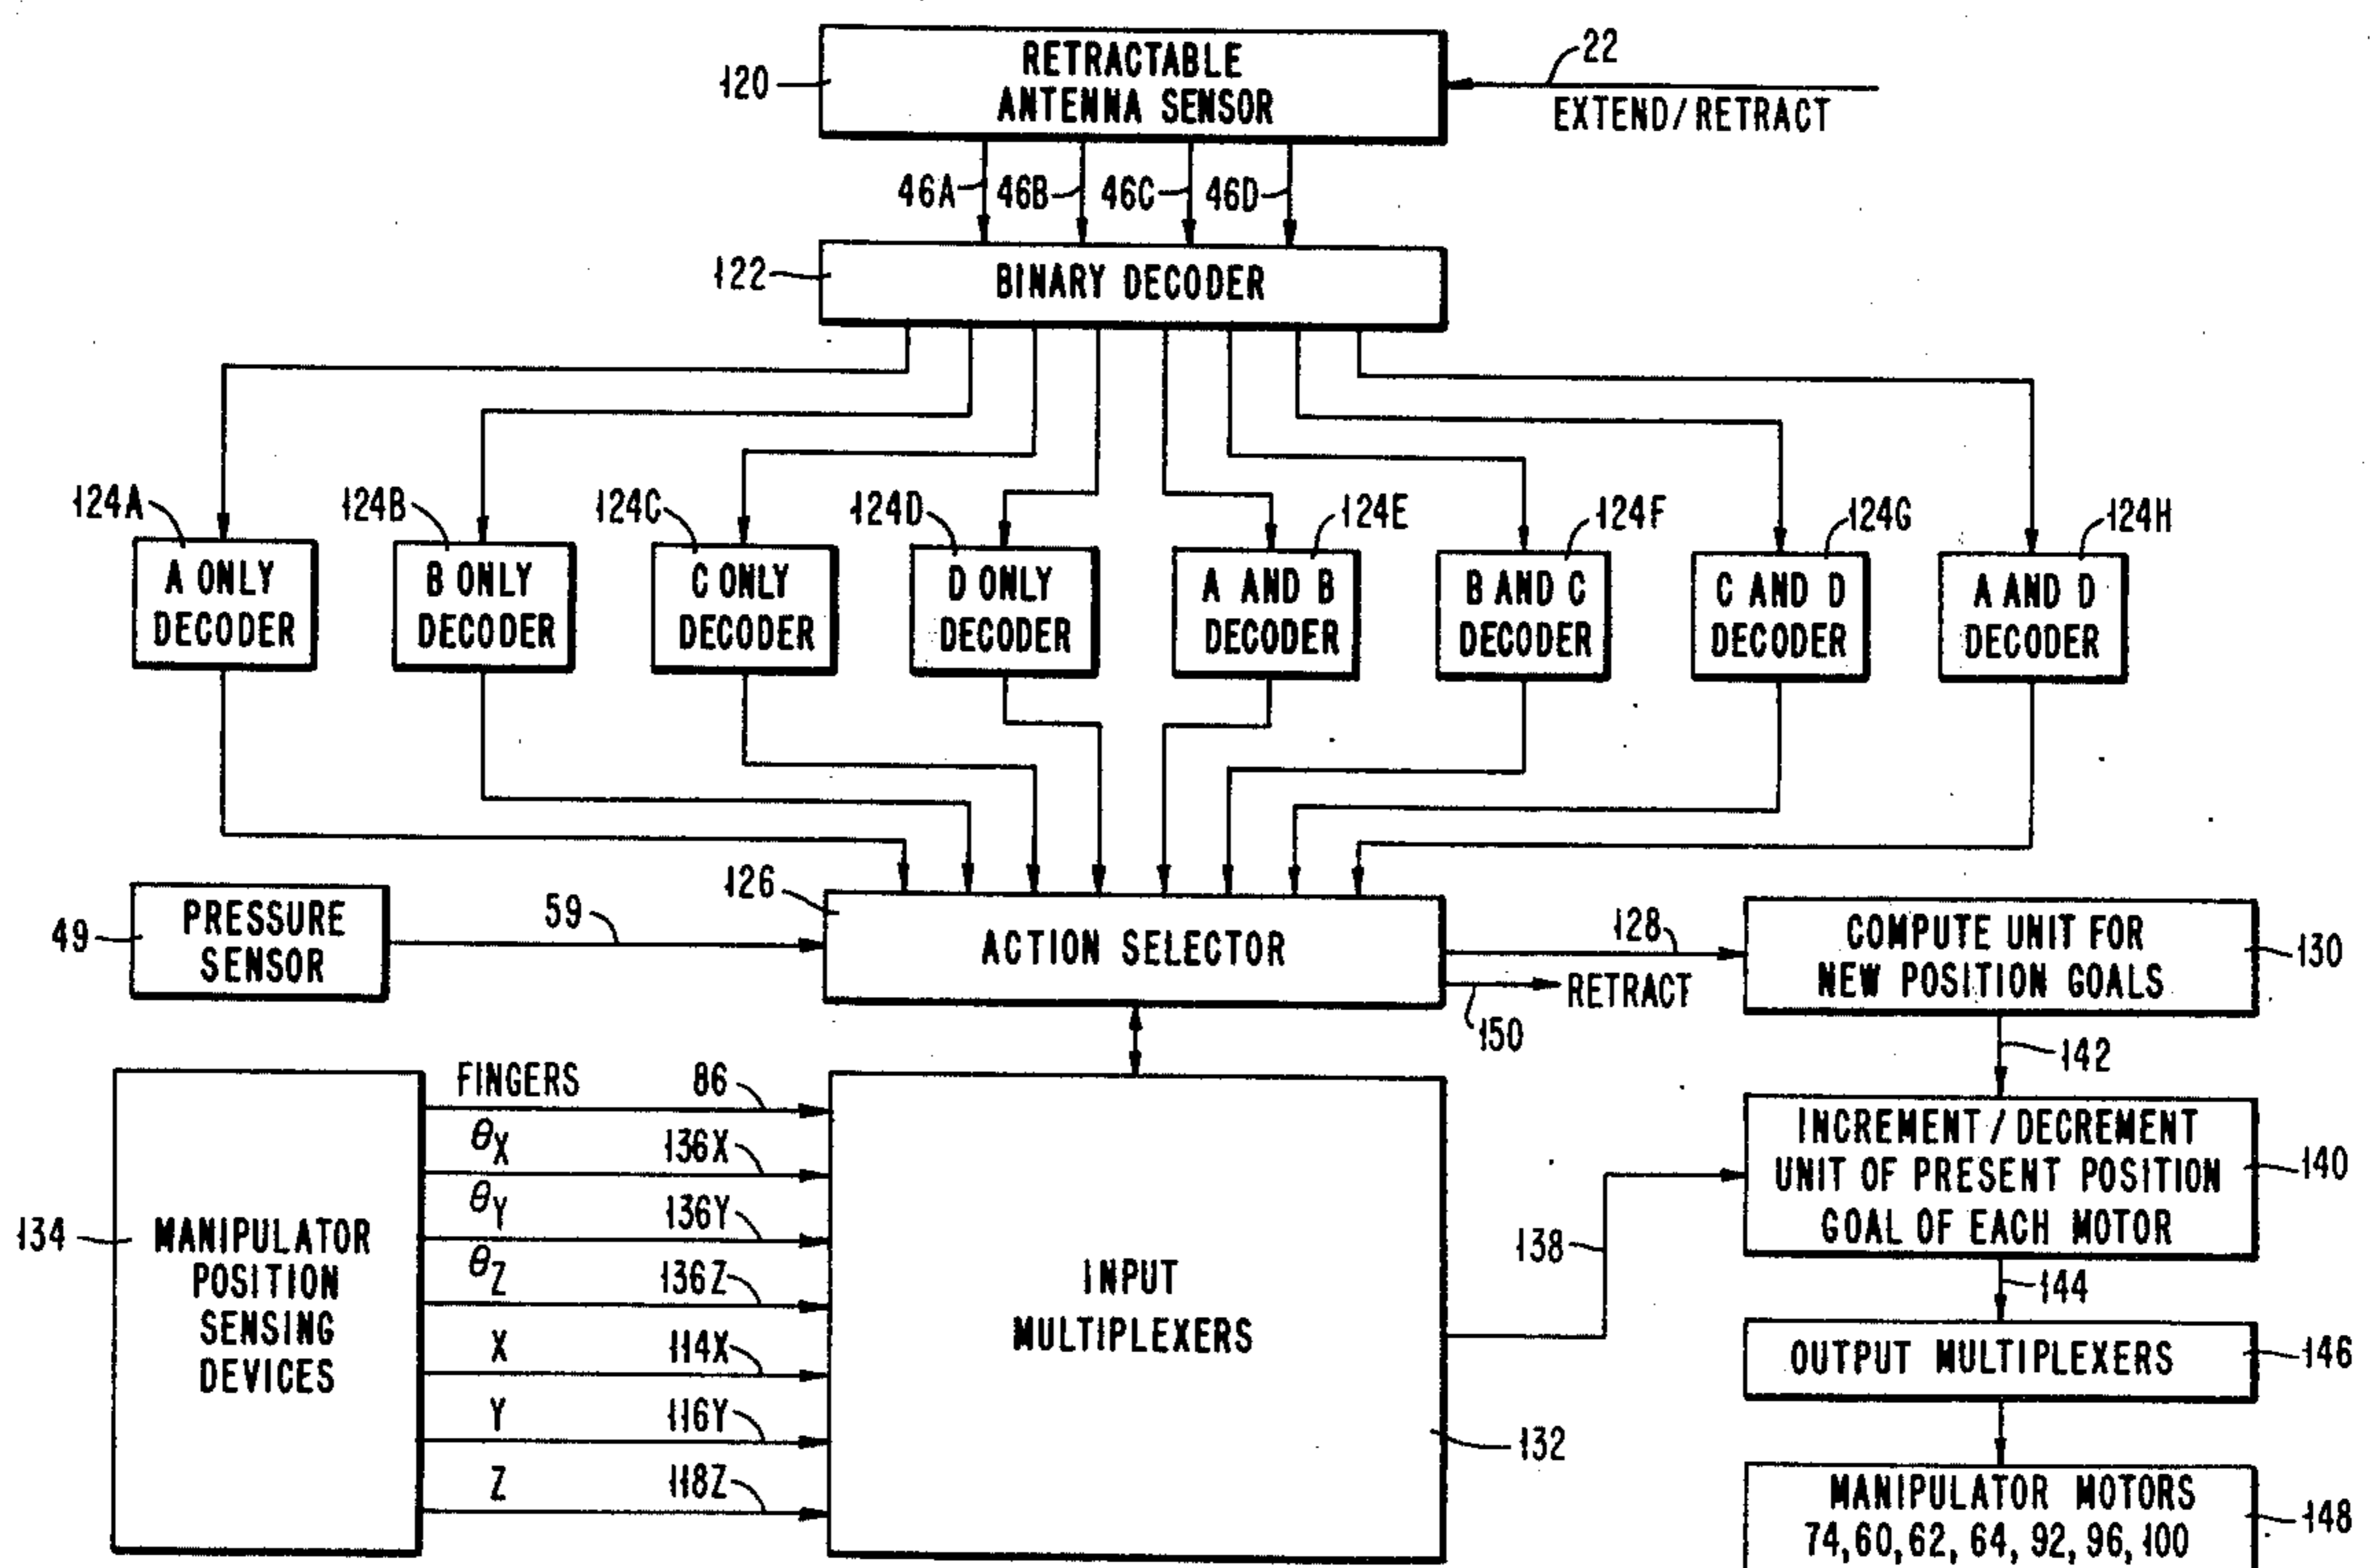 RETRACTABLE
ANTENNA SENSOR
120
22
EXTEND/RETRACT
46A
46B
46C
46D
122
BINARY DECODER
124A
124B
124C
124D
124E
124F
124G
124H
A ONLY
DECODER
B ONLY
DECODER
C ONLY
DECODER
D ONLY
DECODER
A AND B
DECODER
B AND C
DECODER
C AND D
DECODER
A AND D
DECODER
49
PRESSURE
SENSOR
59
126
ACTION SELECTOR
128
150
RETRACT
COMPUTE UNIT FOR
NEW POSITION GOALS
130
142
134
MANIPULATOR
POSITION
SENSING
DEVICES
FINGERS
86
θX
136X
θY
136Y
θZ
136Z
X
114X
Y
116Y
Z
118Z
INPUT
MULTIPLEXERS
132
138
INCREMENT / DECREMENT
UNIT OF PRESENT POSITION
GOAL OF EACH MOTOR
140
144
OUTPUT MULTIPLEXERS
146
MANIPULATOR MOTORS
74, 60, 62, 64, 92, 96, 100
148